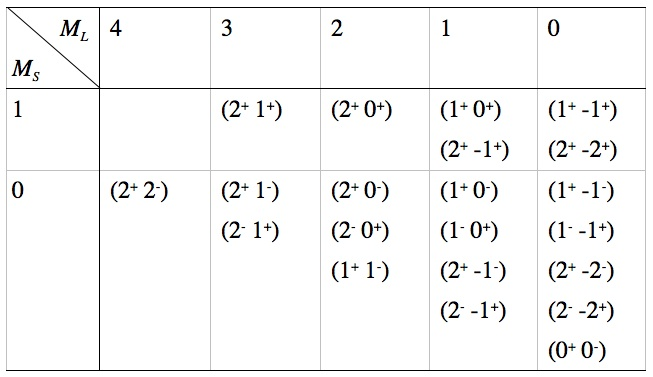 M_L 4 3 2 1 0
M_S
1 (2⁺ 1⁺) (2⁺ 0⁺) (1⁺ 0⁺) (1⁺ -1⁺)
(2⁺ -1⁺) (2⁺ -2⁺)
0 (2⁺ 2⁻) (2⁺ 1⁻) (2⁺ 0⁻) (1⁺ 0⁻) (1⁺ -1⁻)
(2⁻ 1⁺) (2⁻ 0⁺) (1⁻ 0⁺) (1⁻ -1⁺)
(1⁺ 1⁻) (2⁺ -1⁻) (2⁺ -2⁻)
(2⁻ -1⁺) (2⁻ -2⁺)
(0⁺ 0⁻)